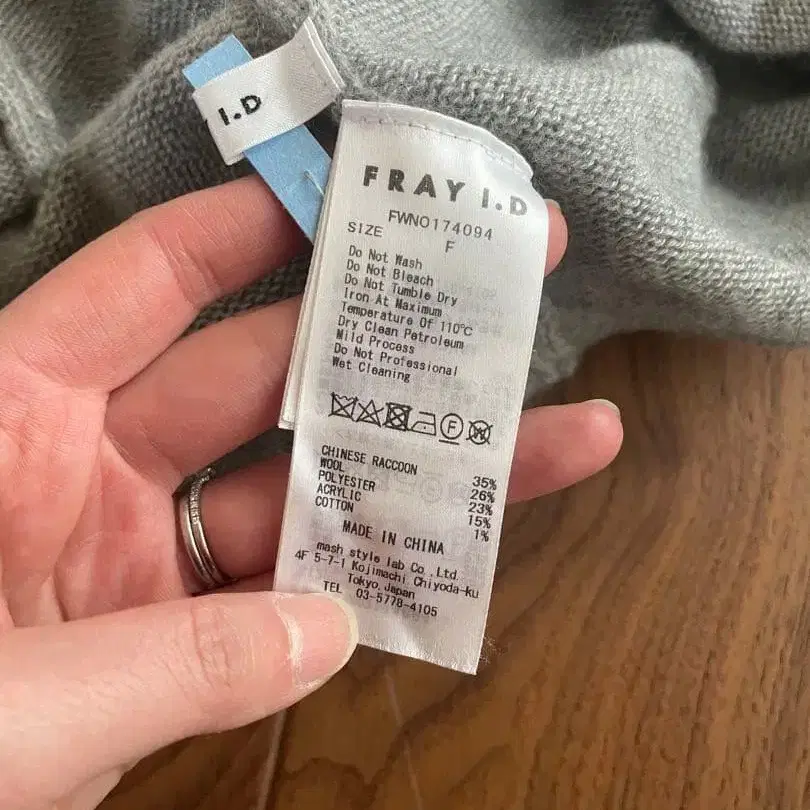 I.D
FRAY I.D
FWNO174094
SIZE F
Do Not Wash
Do Not Bleach
Do Not Tumble Dry
Iron At Maximum
Temperature Of 110℃
Dry Clean Petroleum
Mild Process
Do Not Professional
Wet Cleaning
F
CHINESE RACCOON 35%
WOOL 26%
POLYESTER 23%
ACRYLIC 15%
COTTON 1%
MADE IN CHINA
mash style lab Co.,Ltd.
4F 5-7-1 Kojimachi Chiyoda-ku
Tokyo,Japan
TEL 03-5778-4105